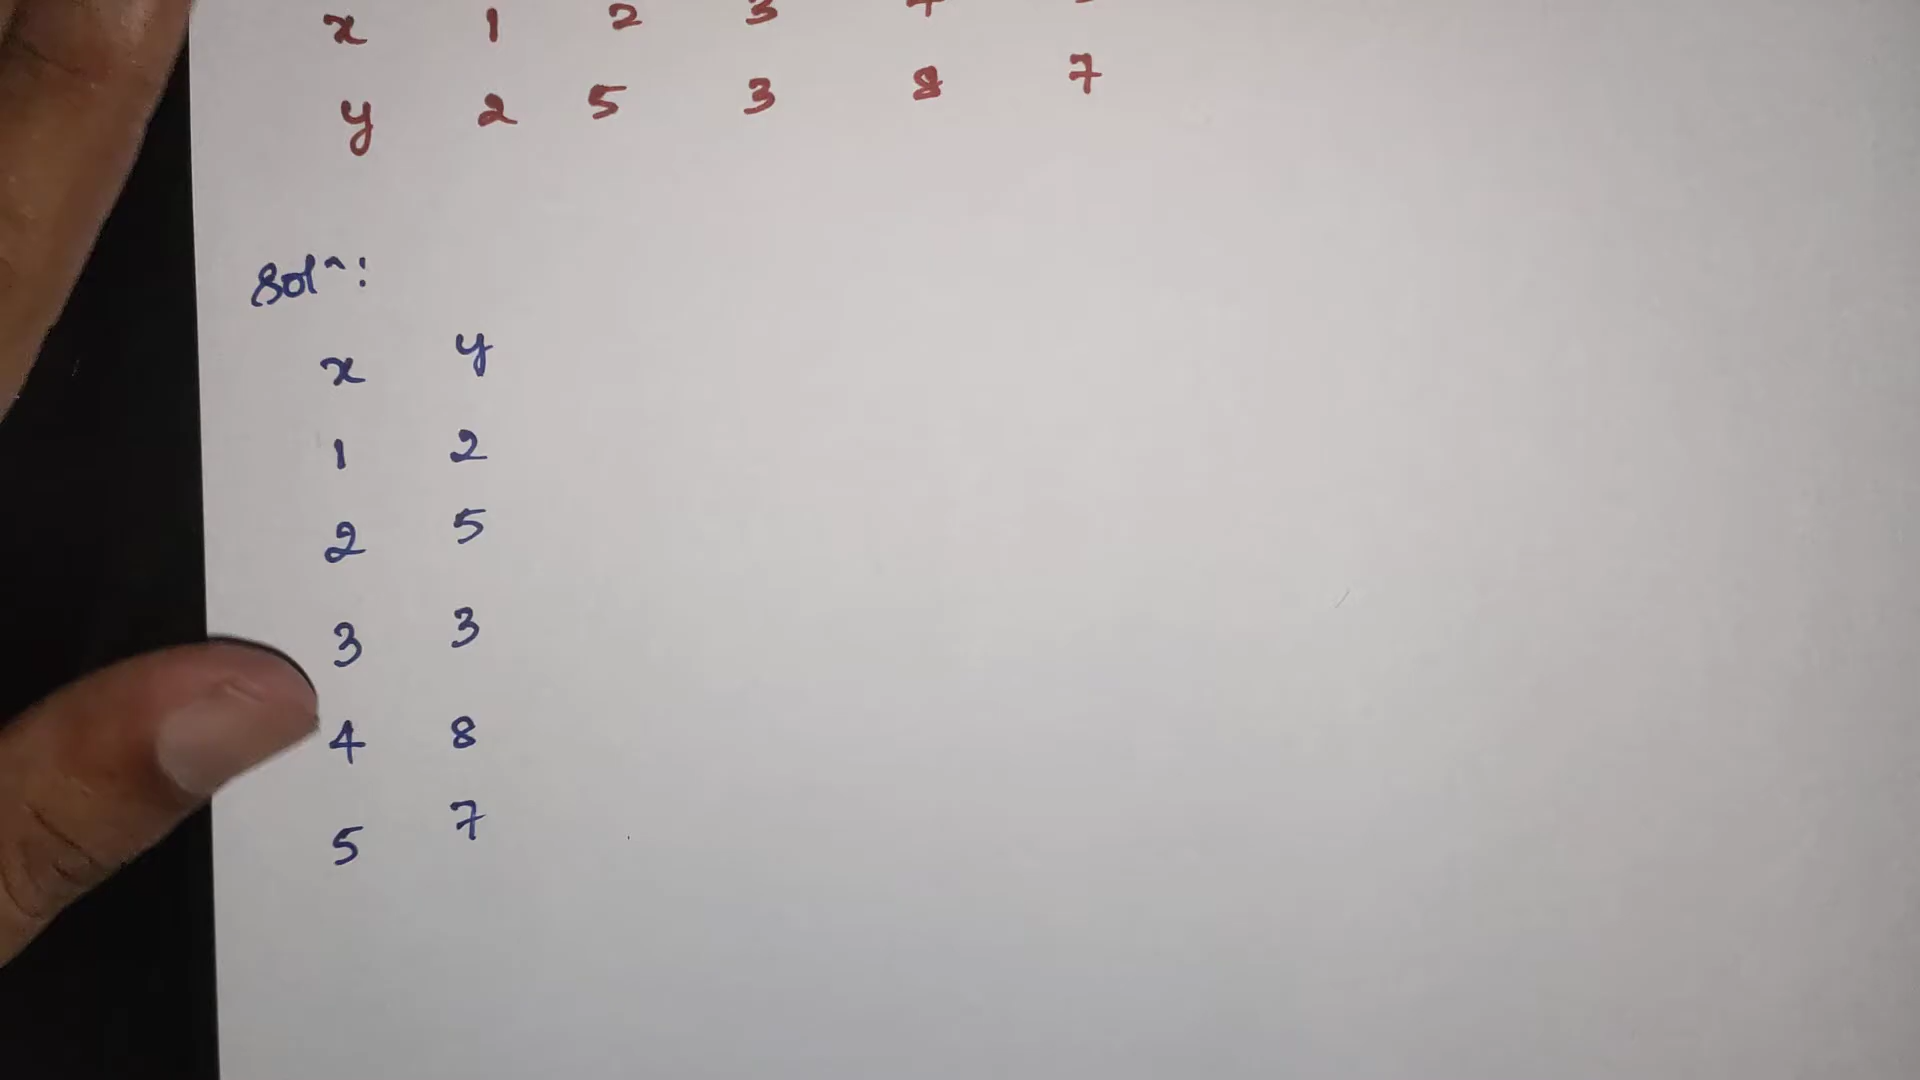 x 1 2 3 4
y 2 5 3 8 7
Solⁿ:
x y
1 2
2 5
3 3
4 8
5 7